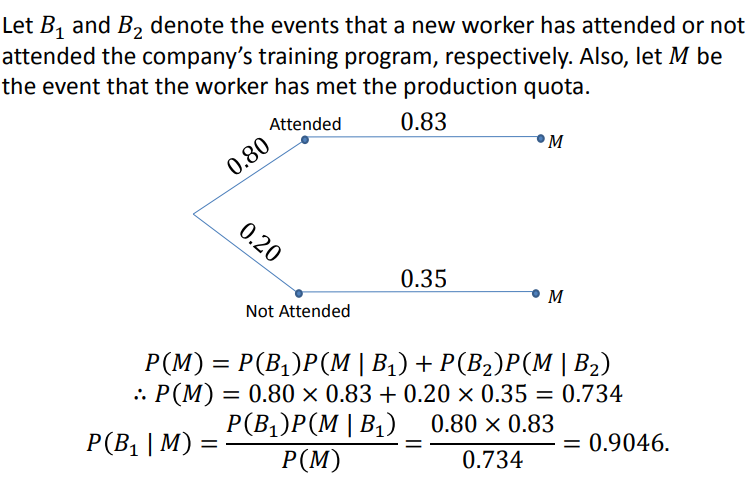 Let B₁ and B₂ denote the events that a new worker has attended or not
attended the company’s training program, respectively. Also, let M be
the event that the worker has met the production quota.
Attended
0.83
0.80
M
0.20
0.35
M
Not Attended
P(M) = P(B₁)P(M | B₁) + P(B₂)P(M | B₂)
∴ P(M) = 0.80 × 0.83 + 0.20 × 0.35 = 0.734
P(B₁ | M) = P(B₁)P(M | B₁) / P(M) = 0.80 × 0.83 / 0.734 = 0.9046.